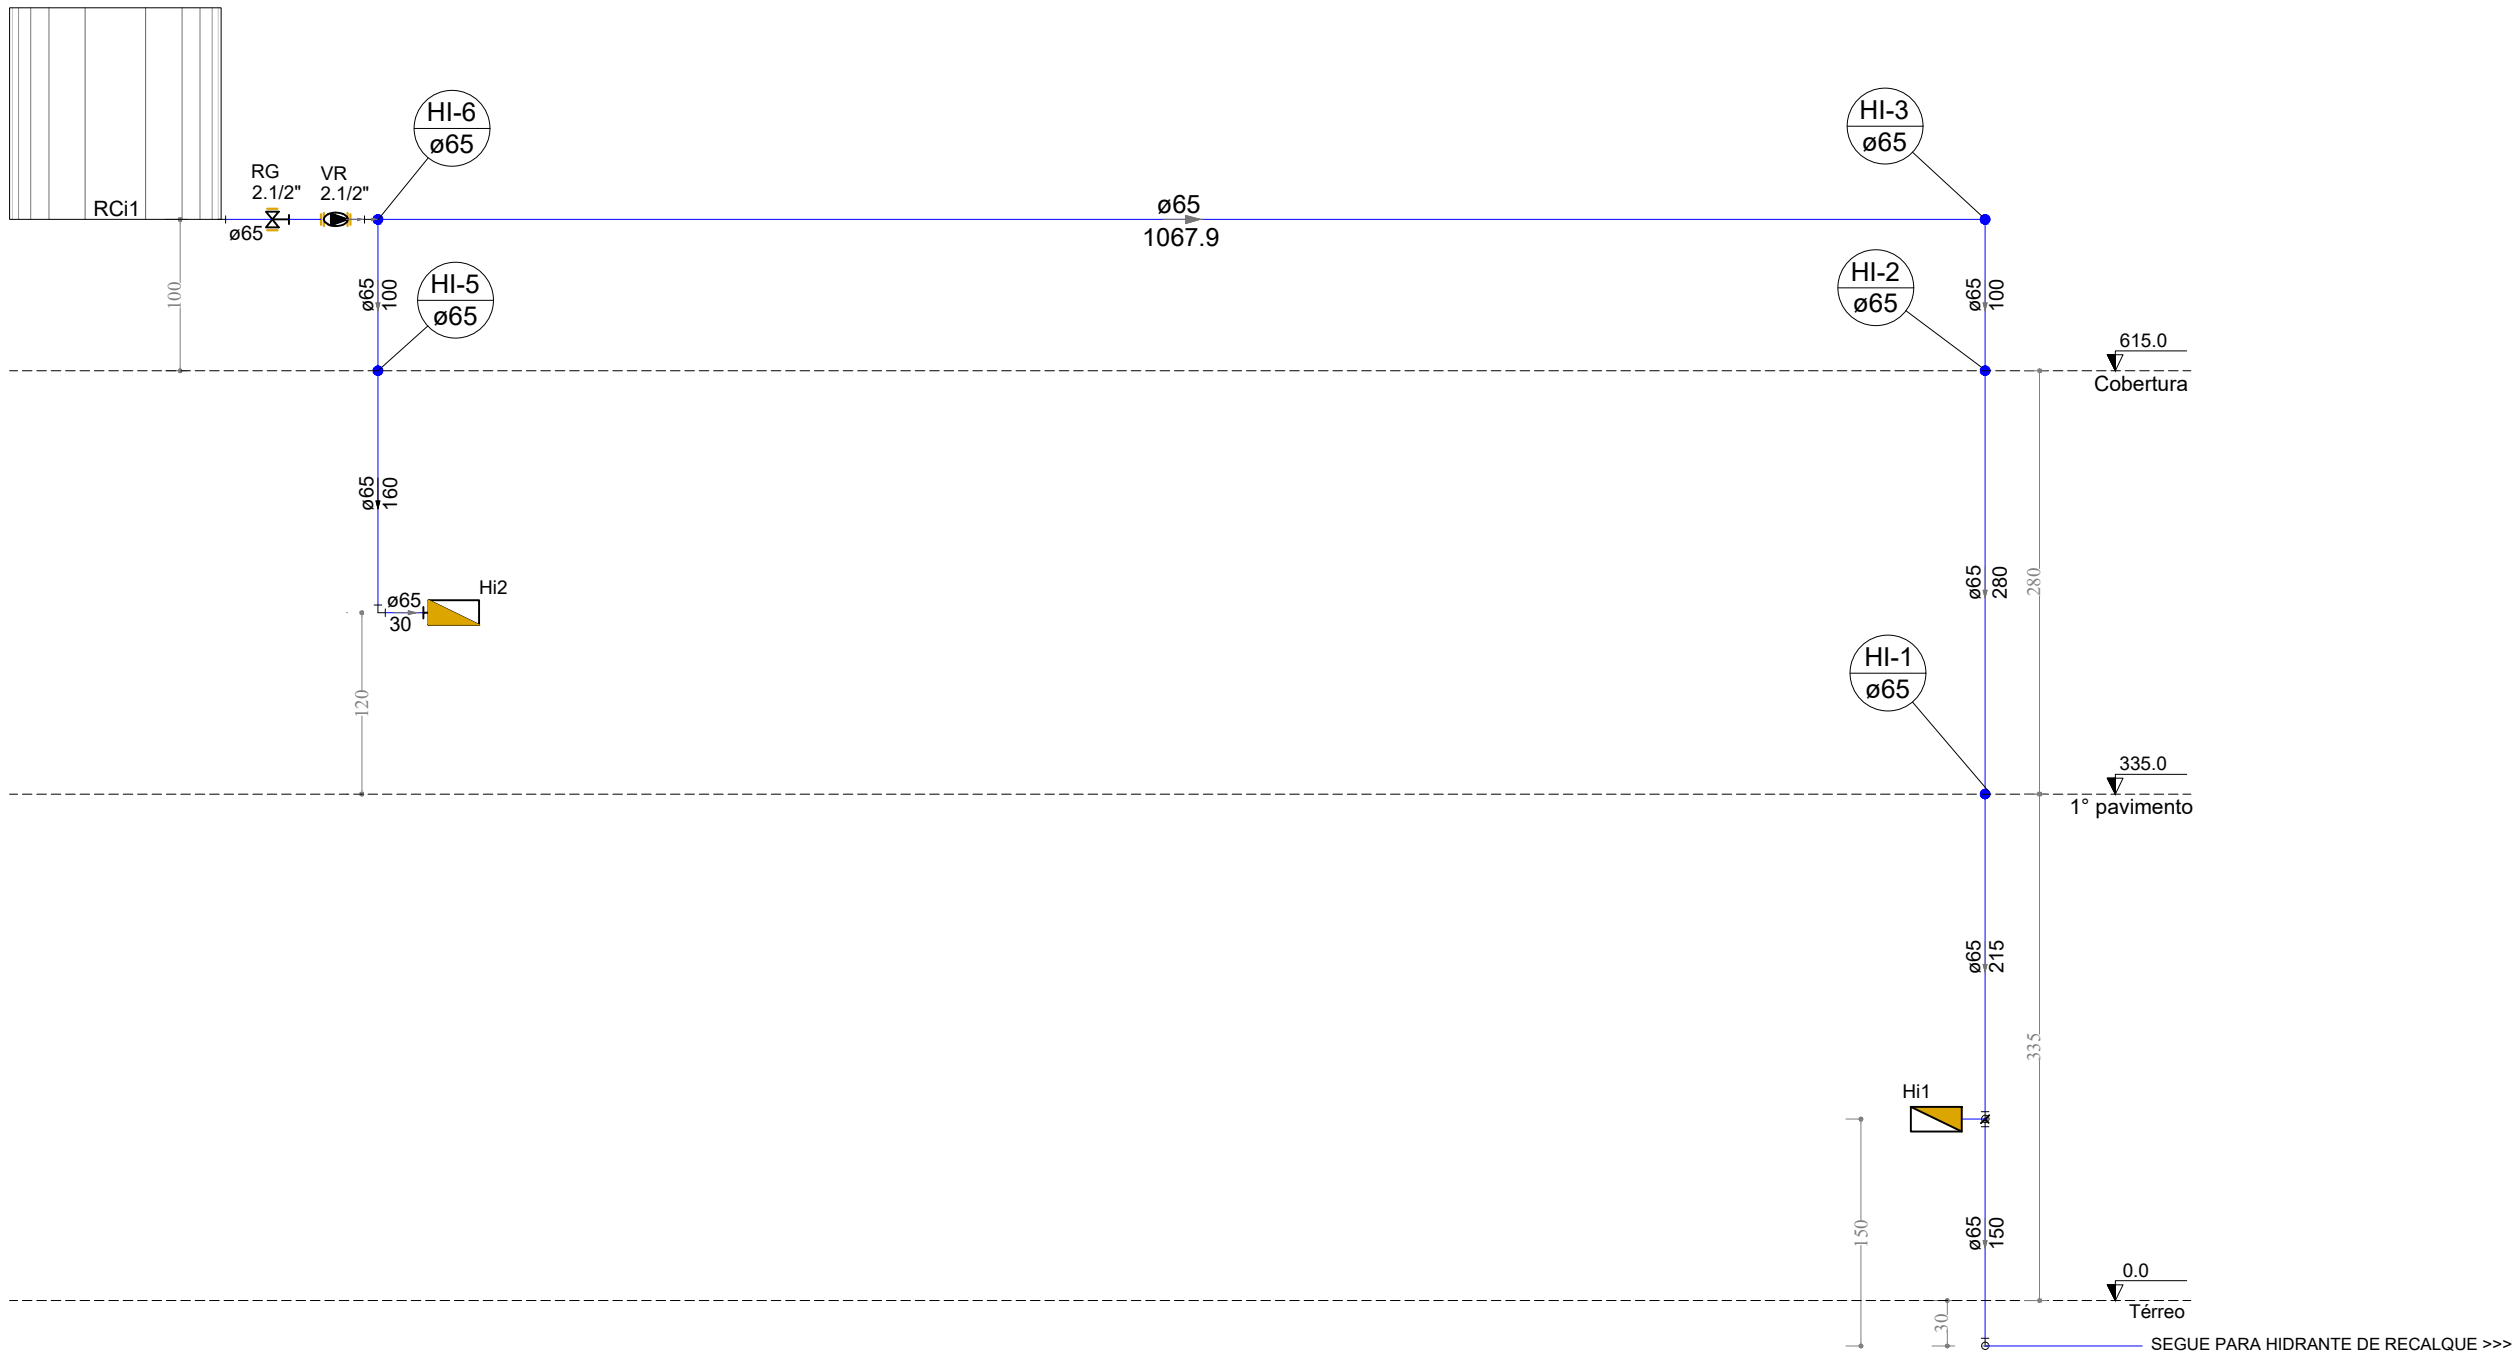 HI-6
ø65
HI-3
ø65
RG
2.1/2"
VR
2.1/2"
RCi1
ø65
ø65
1067.9
HI-5
ø65
HI-2
ø65
100
ø65
100
ø65
100
615.0
Cobertura
ø65
160
ø65
280
280
Hi2
ø65
30
120
HI-1
ø65
335.0
1° pavimento
ø65
215
335
Hi1
150
ø65
150
0.0
Térreo
30
SEGUE PARA HIDRANTE DE RECALQUE >>>